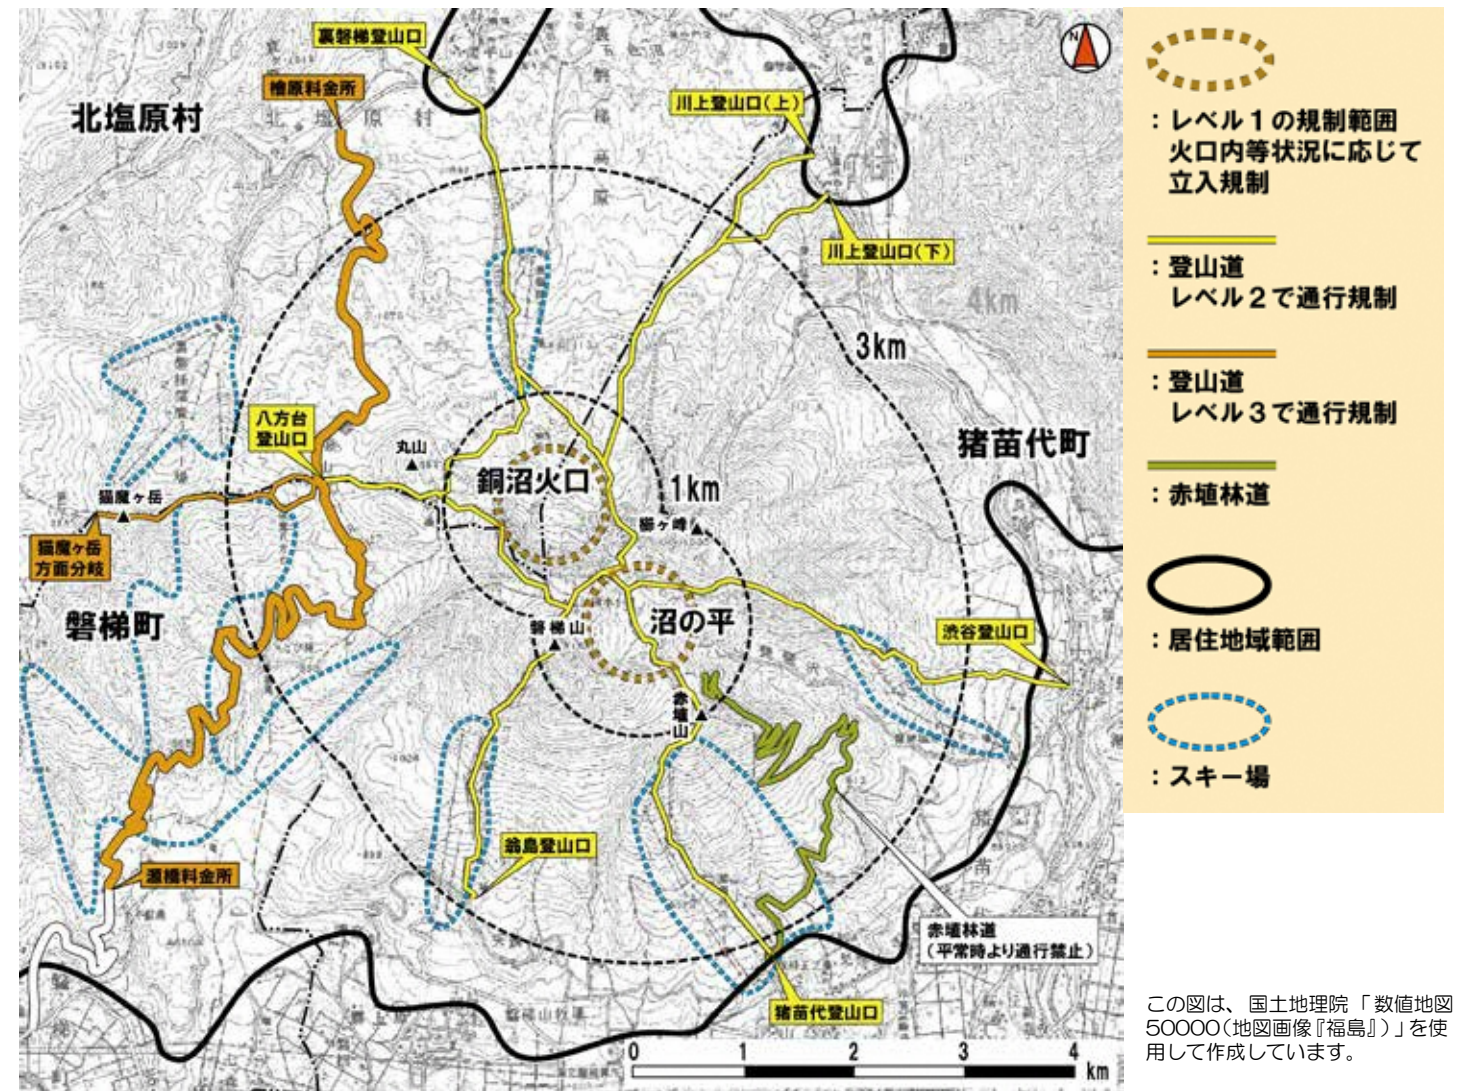 裏磐梯登山口
檜原料金所
北塩原村
川上登山口(上)
川上登山口(下)
4km
3km
八方台
登山口
丸山
猪苗代町
銅沼火口
1km
櫛ヶ峰
猫魔ヶ岳
猫魔ヶ岳
方面分岐
磐梯町
沼の平
磐梯山
渋谷登山口
赤埴山
翁島登山口
磐橋料金所
赤埴林道
(平常時より通行禁止)
猪苗代登山口
0 1 2 3 4
km
N
:レベル1の規制範囲
火口内等状況に応じて
立入規制
:登山道
レベル2で通行規制
:登山道
レベル3で通行規制
:赤埴林道
:居住地域範囲
:スキー場
この図は、国土地理院「数値地図
50000(地図画像『福島』)」を使
用して作成しています。